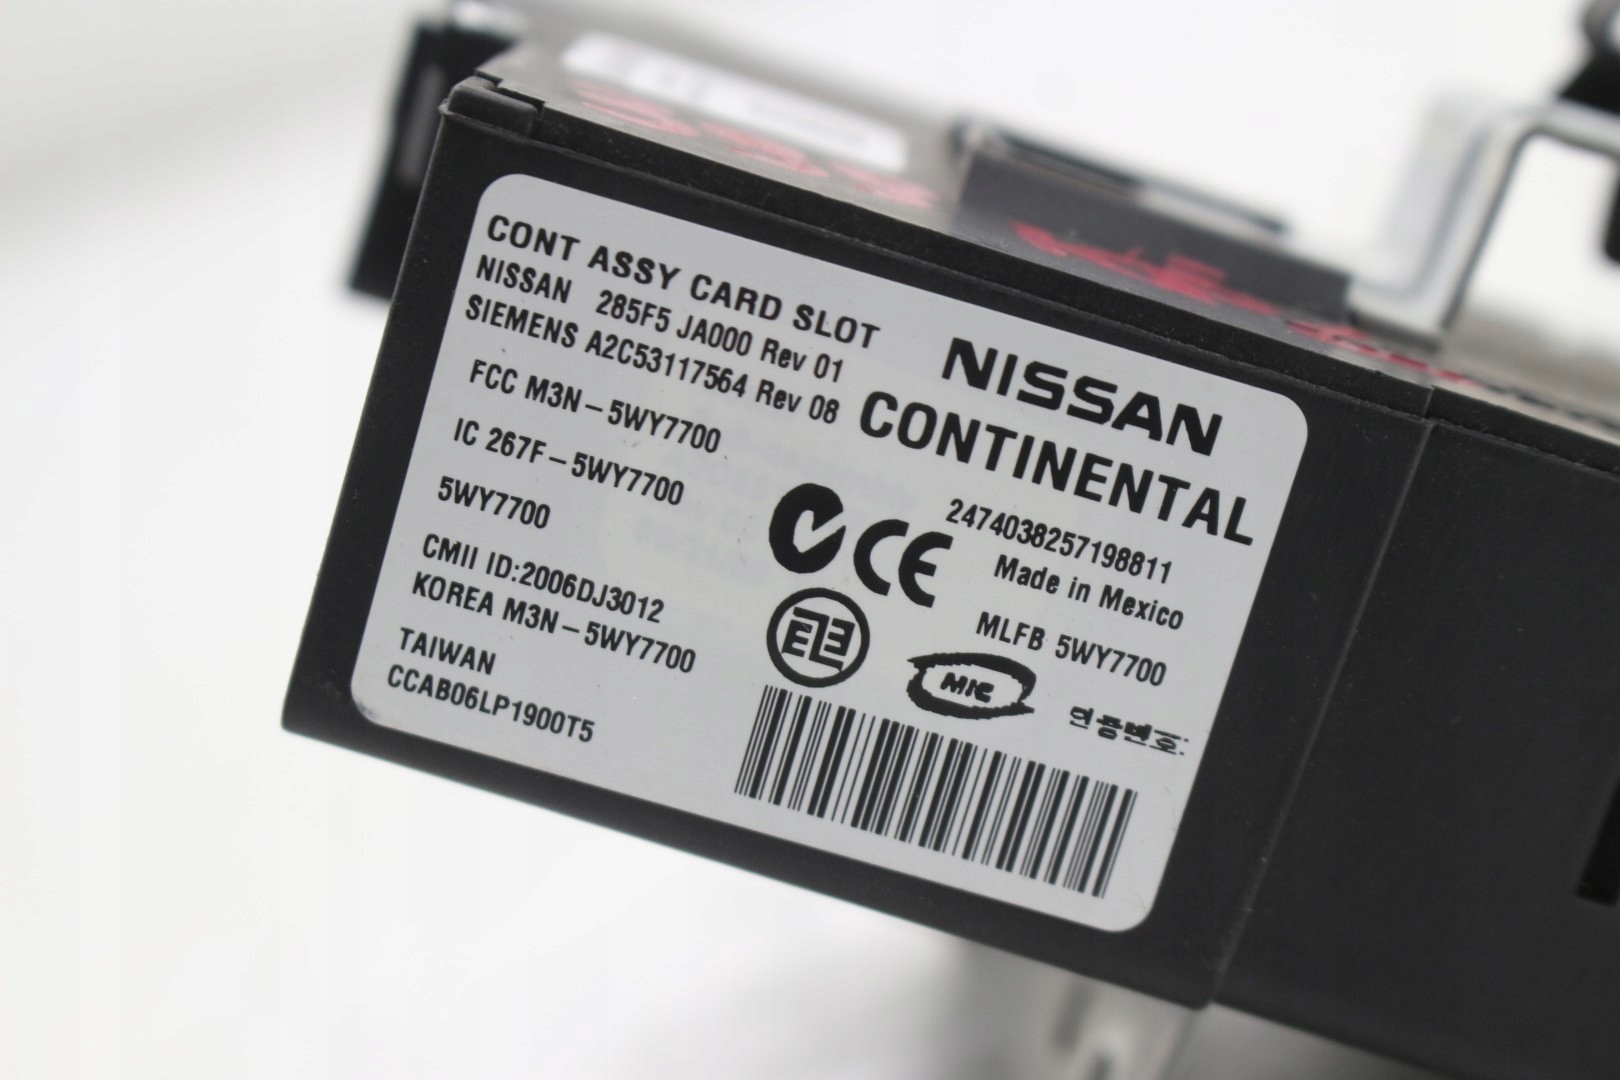 CONT ASSY CARD SLOT
NISSAN 285F5 JA000 Rev 01
SIEMENS A2C53117564 Rev 08
FCC M3N–5WY7700
IC 267F–5WY7700
5WY7700
CMII ID:2006DJ3012
KOREA M3N–5WY7700
TAIWAN
CCAB06LP1900T5
NISSAN
CONTINENTAL
2474038257198811
Made in Mexico
MLFB 5WY7700
CE
MIC